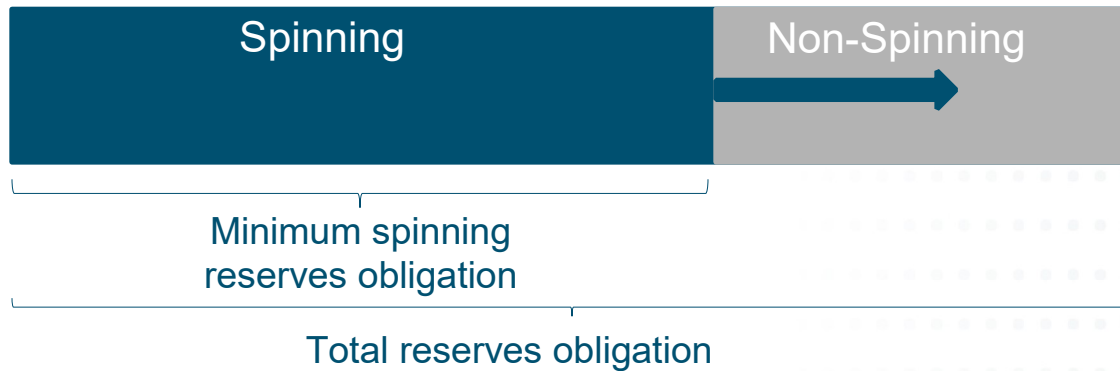 Spinning
Non-Spinning
Minimum spinning
reserves obligation
Total reserves obligation